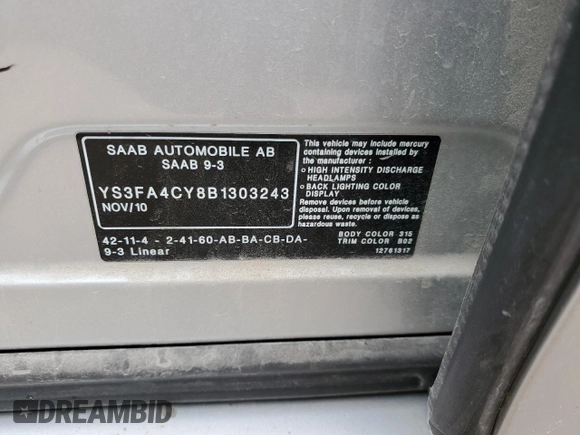 SAAB AUTOMOBILE AB
SAAB 9-3
YS3FA4CY8B1303243
NOV/10
42-11-4 - 2-41-60-AB-BA-CB-DA-
9-3 Linear
This vehicle may include mercury
containing devices installed by
the manufacturer :
o HIGH INTENSITY DISCHARGE
HEADLAMPS
o BACK LIGHTING COLOR
DISPLAY
Remove devices before vehicle
disposal. Upon removal of devices,
please reuse, recycle or dispose as
hazardous waste.
BODY COLOR 315
TRIM COLOR B02
12761317
DREAMBID